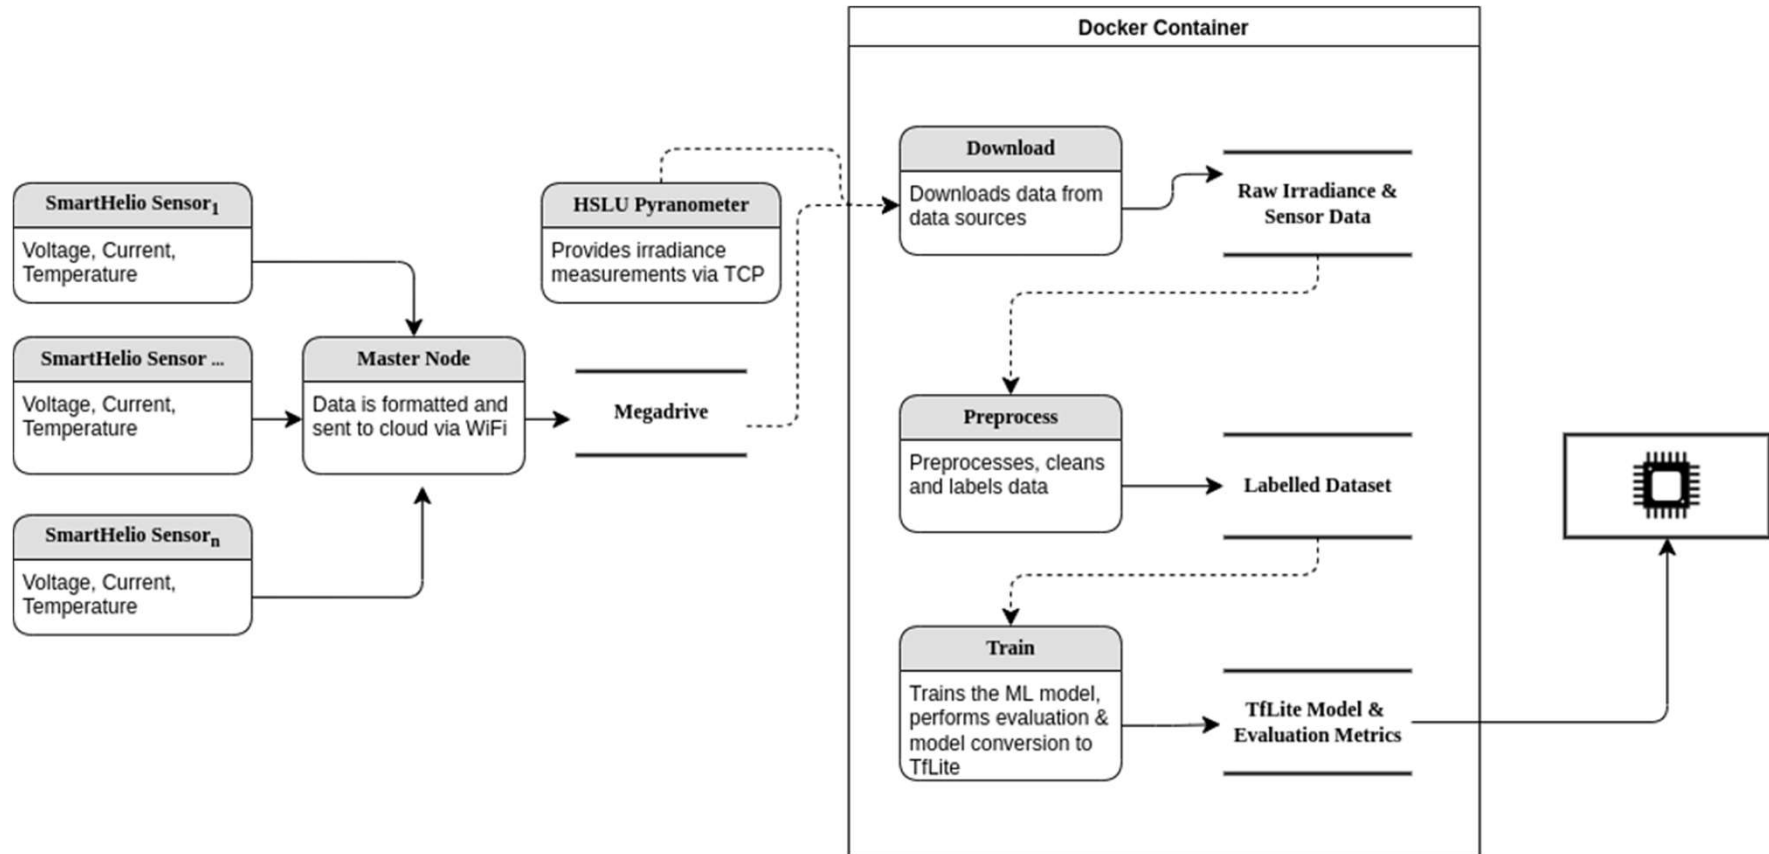 Docker Container
SmartHelio Sensor1
Voltage, Current,
Temperature
SmartHelio Sensor ...
Voltage, Current,
Temperature
SmartHelio Sensorn
Voltage, Current,
Temperature
Master Node
Data is formatted and
sent to cloud via WiFi
HSLU Pyranometer
Provides irradiance
measurements via TCP
Megadrive
Download
Downloads data from
data sources
Raw Irradiance &
Sensor Data
Preprocess
Preprocesses, cleans
and labels data
Labelled Dataset
Train
Trains the ML model,
performs evaluation &
model conversion to
TfLite
TfLite Model &
Evaluation Metrics